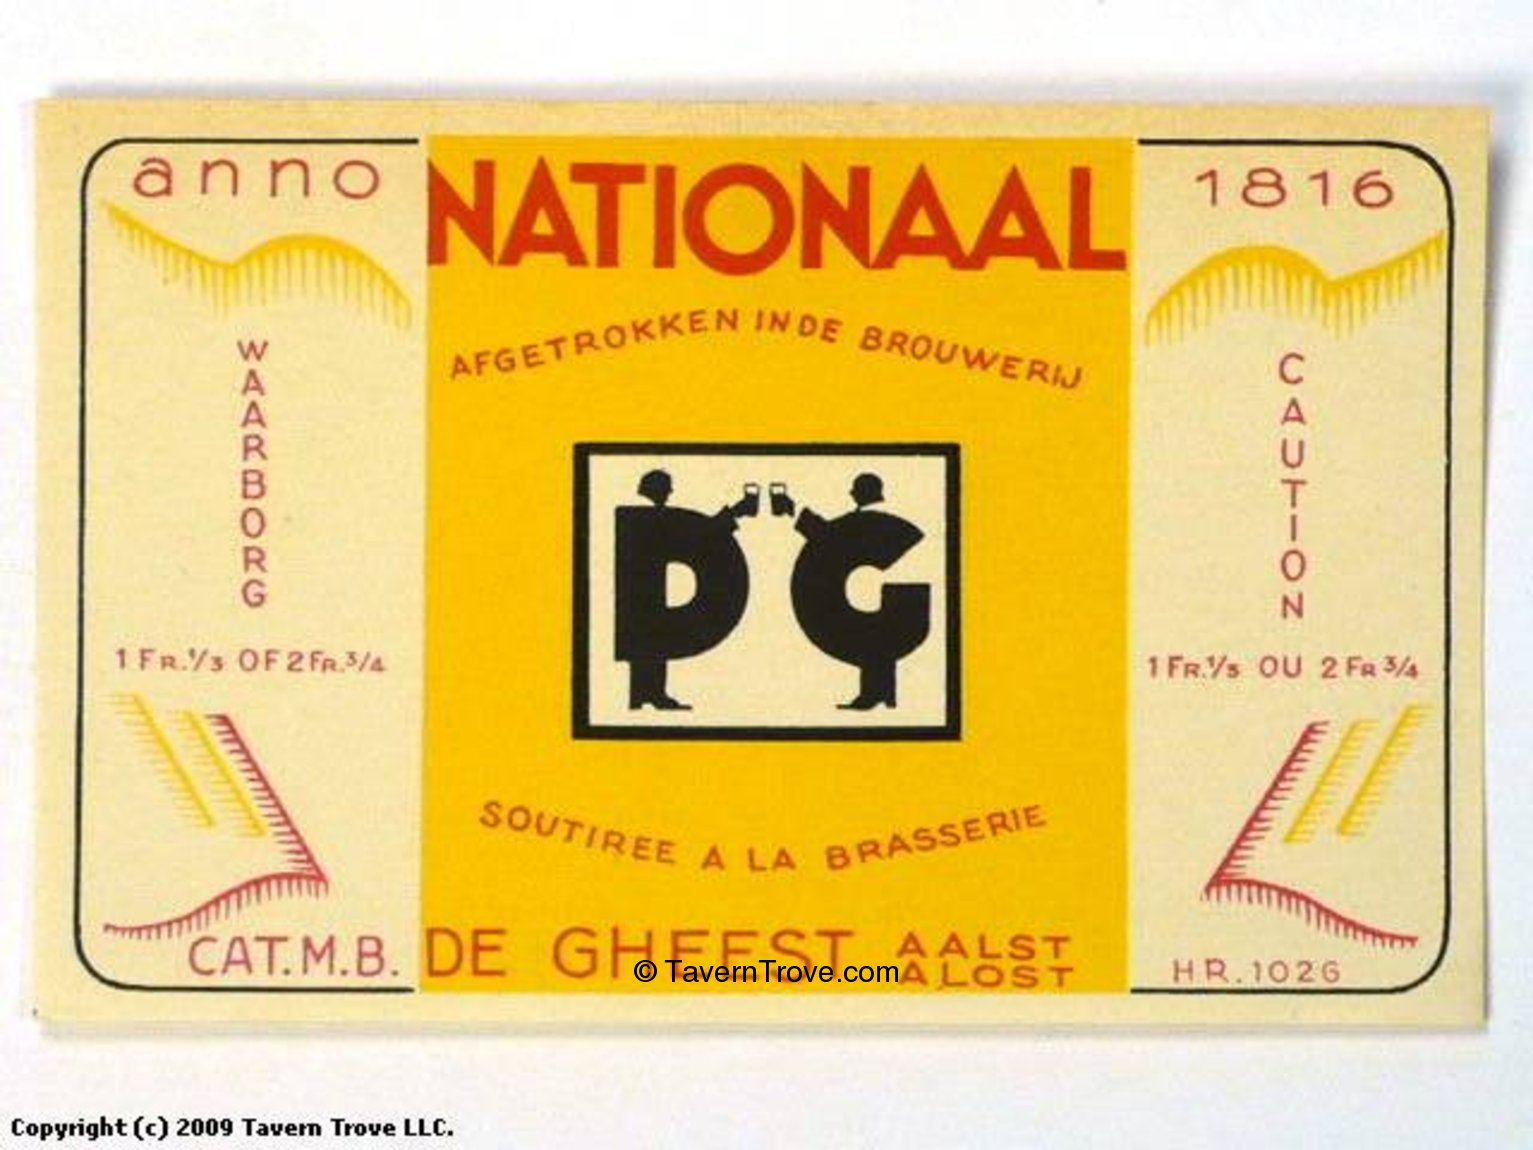 anno
NATIONAAL
1816
AFGETROKKEN IN DE BROUWERIJ
WAARBORG
CAUTION
1 FR. 1/3 OF 2 FR. 3/4
1 FR. 1/3 OU 2 FR 3/4
DG
SOUTIREE A LA BRASSERIE
CAT. M. B.
DE GHEEST
AALST
ALOST
HR. 1026
© TavernTrove.com
Copyright (c) 2009 Tavern Trove LLC.